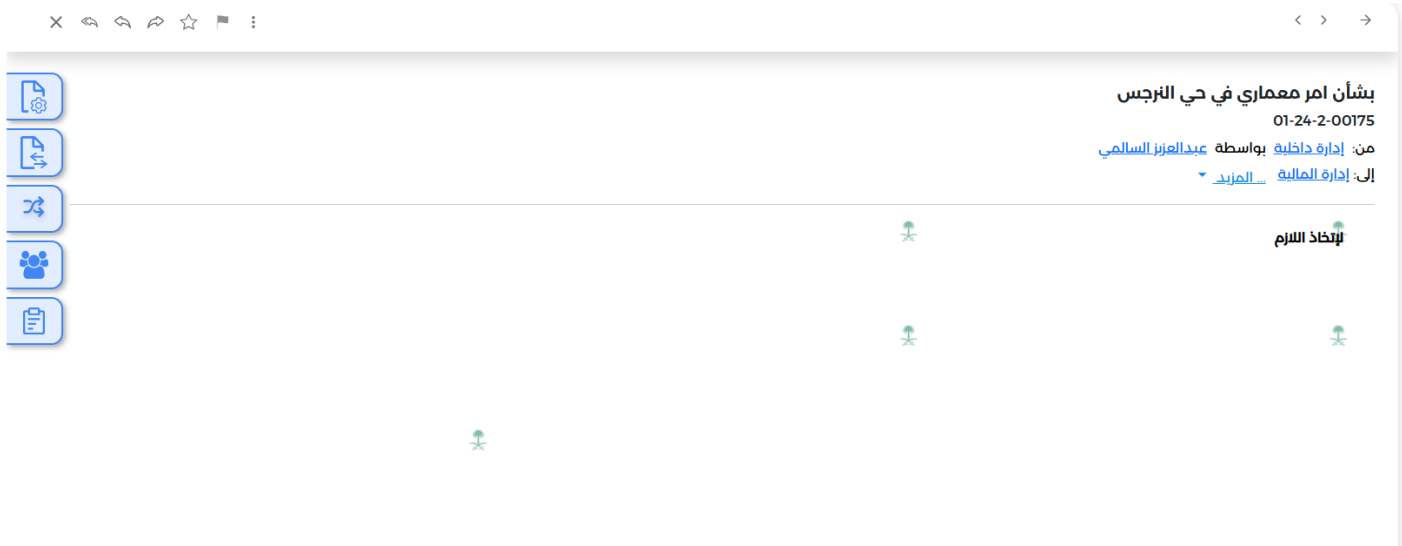 بشأن امر معماري في حي النرجس
01-24-2-00175
من: إدارة داخلية بواسطة عبدالعزيز السالمي
إلى: إدارة المالية ... المزيد
لإتخاذ اللازم